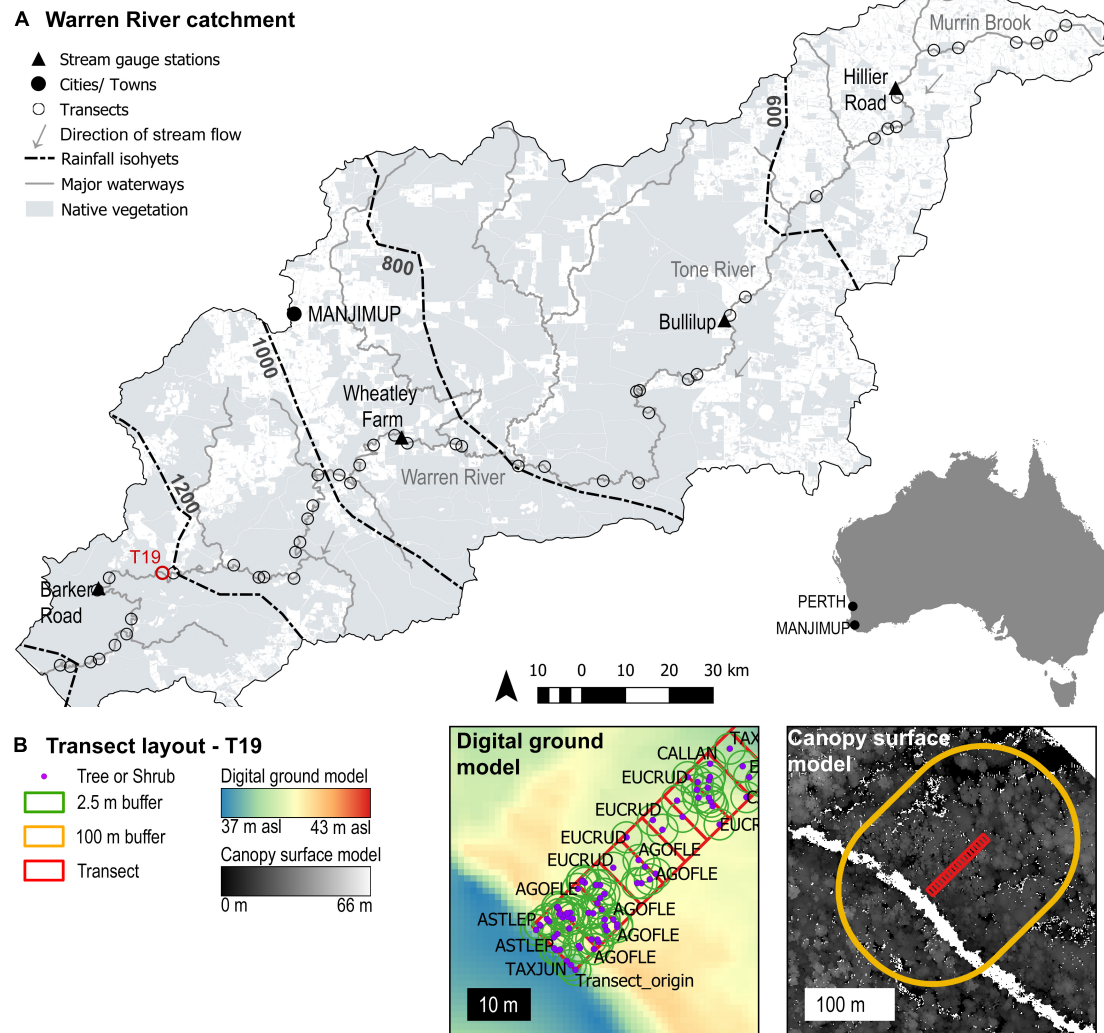 A Warren River catchment
Stream gauge stations
Cities/ Towns
Transects
Direction of stream flow
Rainfall isohyets
Major waterways
Native vegetation
Murrin Brook
Hillier
Road
600
800
Tone River
MANJIMUP
Bullilup
1000
Wheatley
Farm
Warren River
1200
T19
Barker
Road
PERTH
MANJIMUP
10 0 10 20 30 km
B Transect layout - T19
Tree or Shrub
2.5 m buffer
100 m buffer
Transect
Digital ground model
37 m asl 43 m asl
Canopy surface model
0 m 66 m
Digital ground
model
TAX
CALLAN
E
EUCRUD
C
EUCRUD
EUCR
EUCRUD
AGOFLE
EUCRUD
AGOFLE
AGOFLE
AGOFLE
ASTLEP
AGOFLE
ASTLEP
AGOFLE
TAXJUN
Transect_origin
10 m
Canopy surface
model
100 m